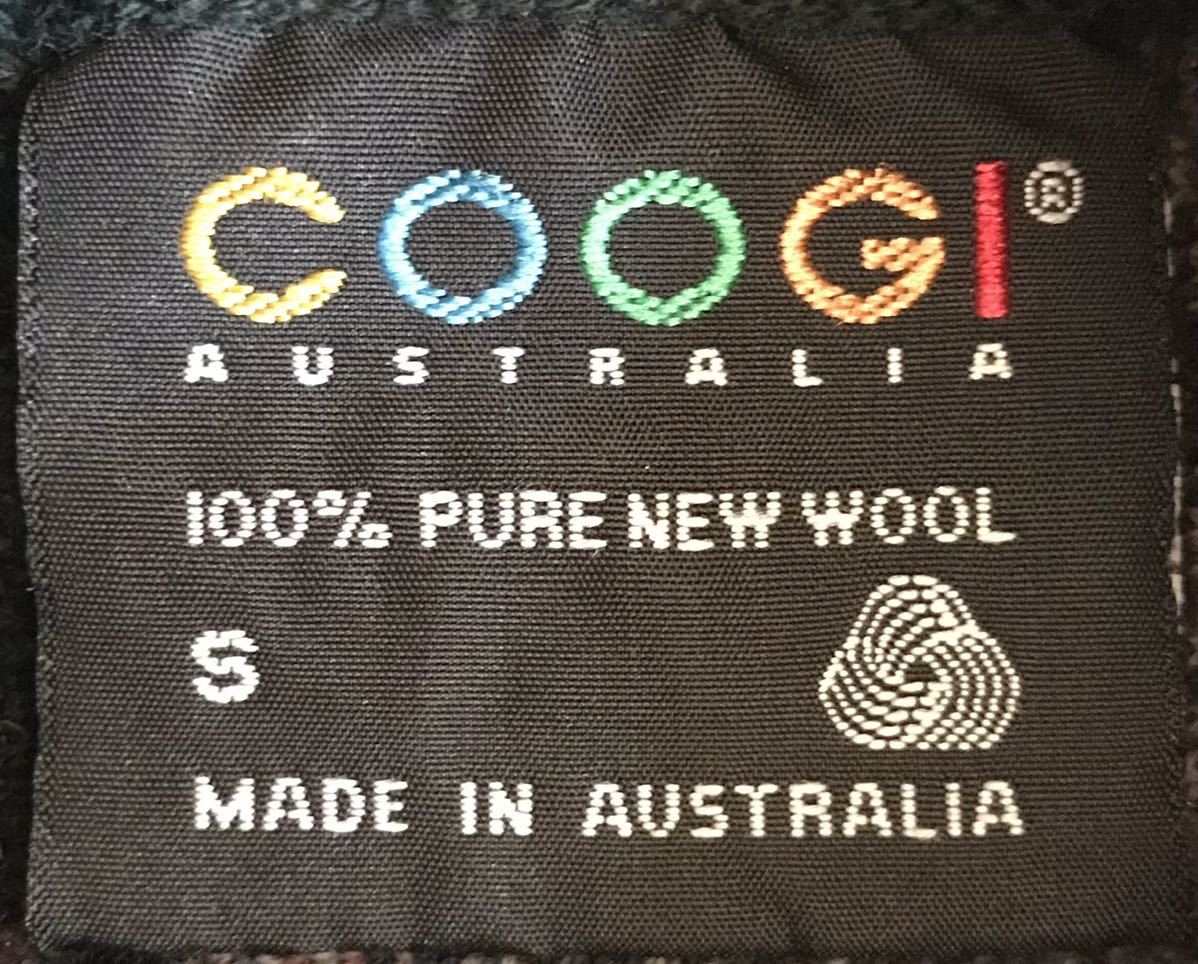 COOGI®
AUSTRALIA
100% PURE NEW WOOL
S
MADE IN AUSTRALIA